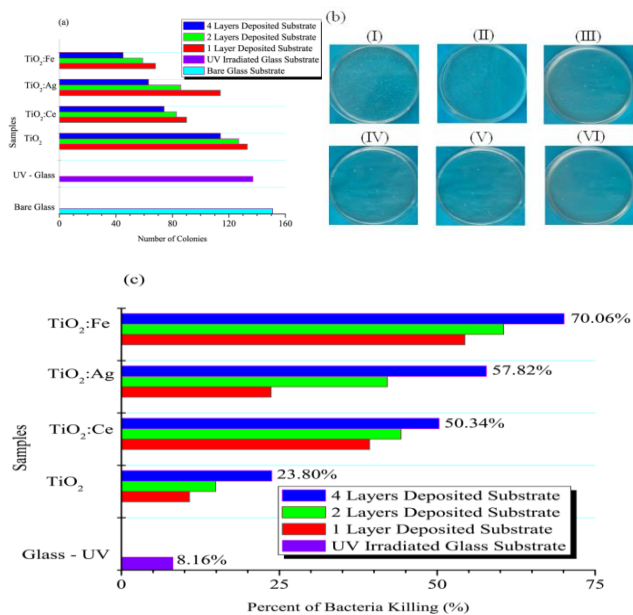 (a)
4 Layers Deposited Substrate
2 Layers Deposited Substrate
1 Layer Deposited Substrate
UV Irradiated Glass Substrate
Bare Glass Substrate
Samples
TiO2:Fe
TiO2:Ag
TiO2:Ce
TiO2
UV - Glass
Bare Glass
0 40 80 120 160
Number of Colonies
(b)
(I) (II) (III)
(IV) (V) (VI)
(c)
Samples
TiO2:Fe 70.06%
TiO2:Ag 57.82%
TiO2:Ce 50.34%
TiO2 23.80%
Glass - UV 8.16%
4 Layers Deposited Substrate
2 Layers Deposited Substrate
1 Layer Deposited Substrate
UV Irradiated Glass Substrate
0 25 50 75
Percent of Bacteria Killing (%)